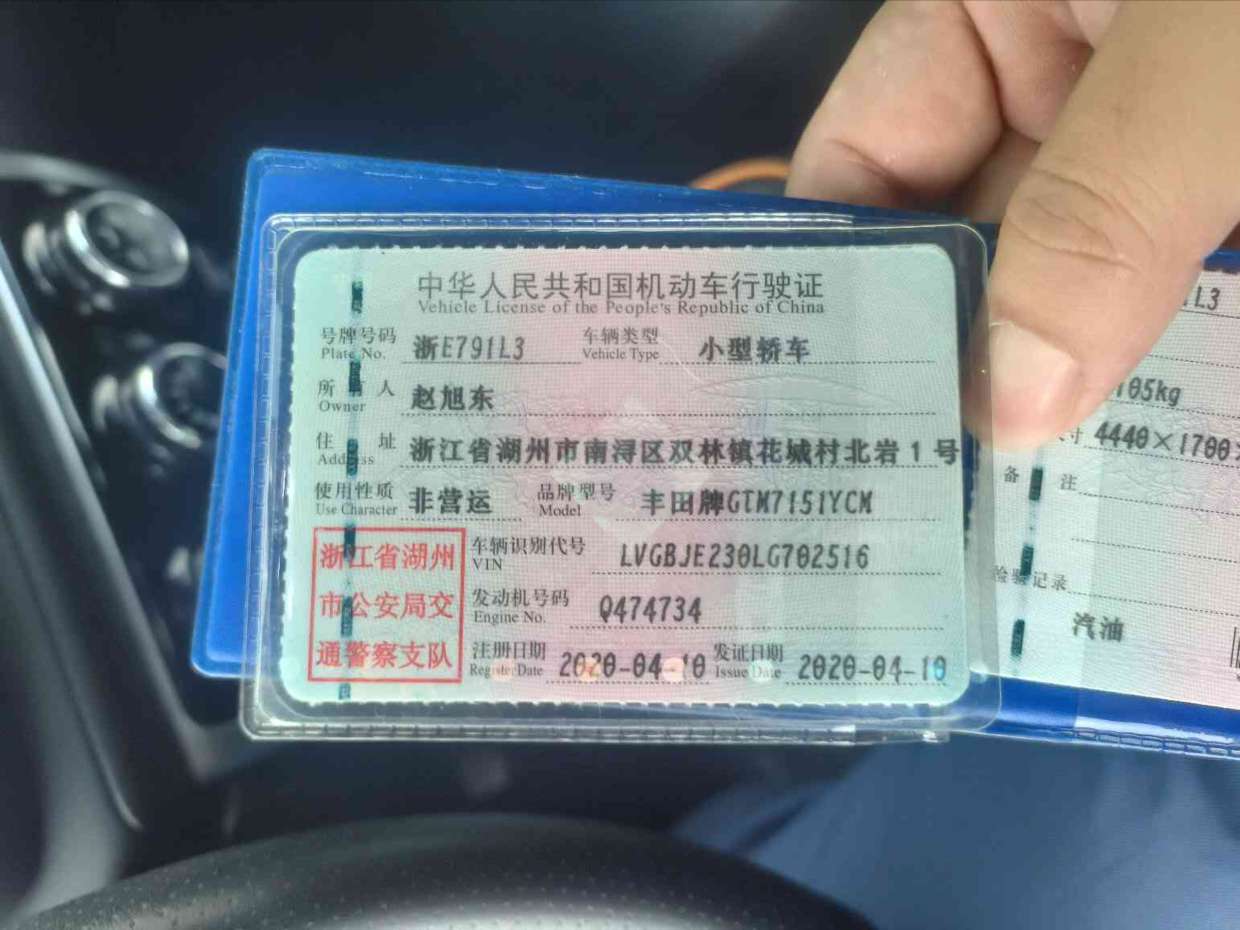 中华人民共和国机动车行驶证
Vehicle License of the People's Republic of China
号牌号码 浙E791L3 车辆类型 小型轿车
Plate No. Vehicle Type
所有人 赵旭东
Owner
住址 浙江省湖州市南浔区双林镇花城村北岩1号
Address
使用性质 非营运 品牌型号 丰田牌GTM7151YCM
Use Character Model
浙江省湖州
市公安局交
通警察支队
车辆识别代号 LVGBJE230LG702516
VIN
发动机号码 Q474734
Engine No.
注册日期 2020-04-10 发证日期 2020-04-10
Register Date Issue Date
L3
105kg
寸 4440×1700×
备注
检验记录
汽油